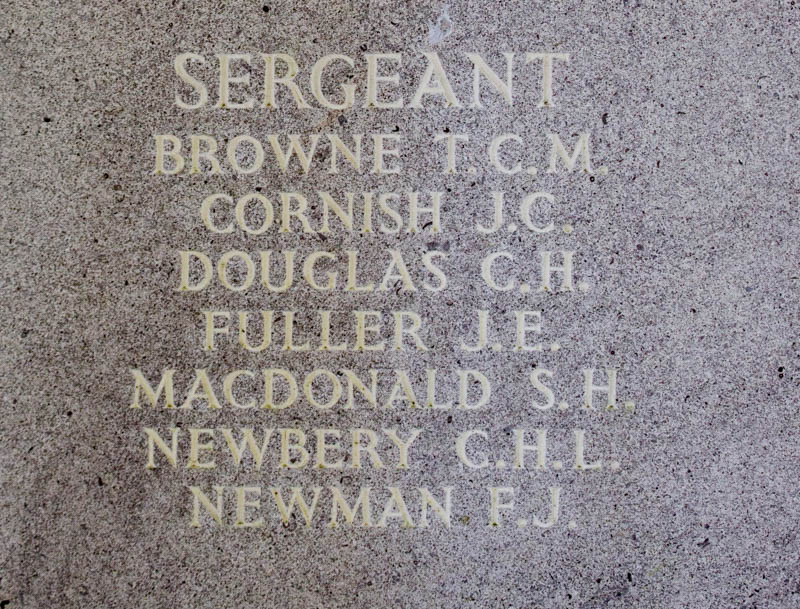 SERGEANT
BROWNE T.C.M.
CORNISH J.C.
DOUGLAS C.H.
FULLER J.E.
MACDONALD S.H.
NEWBERY C.H.L.
NEWMAN F.J.